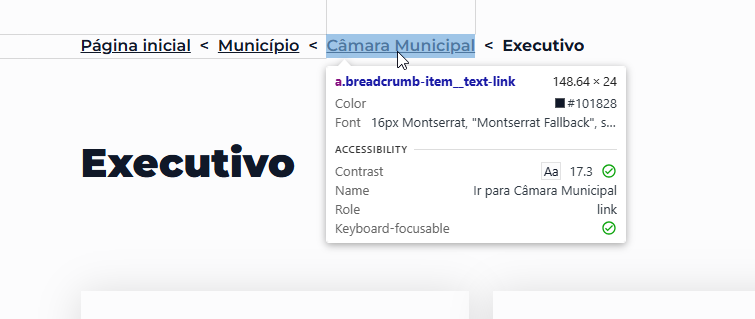 Página inicial < Município < Câmara Municipal < Executivo
a.breadcrumb-item__text-link 148.64 × 24
Color #101828
Font 16px Montserrat, "Montserrat Fallback", s...
ACCESSIBILITY
Contrast Aa 17.3
Name Ir para Câmara Municipal
Role link
Keyboard-focusable
Executivo